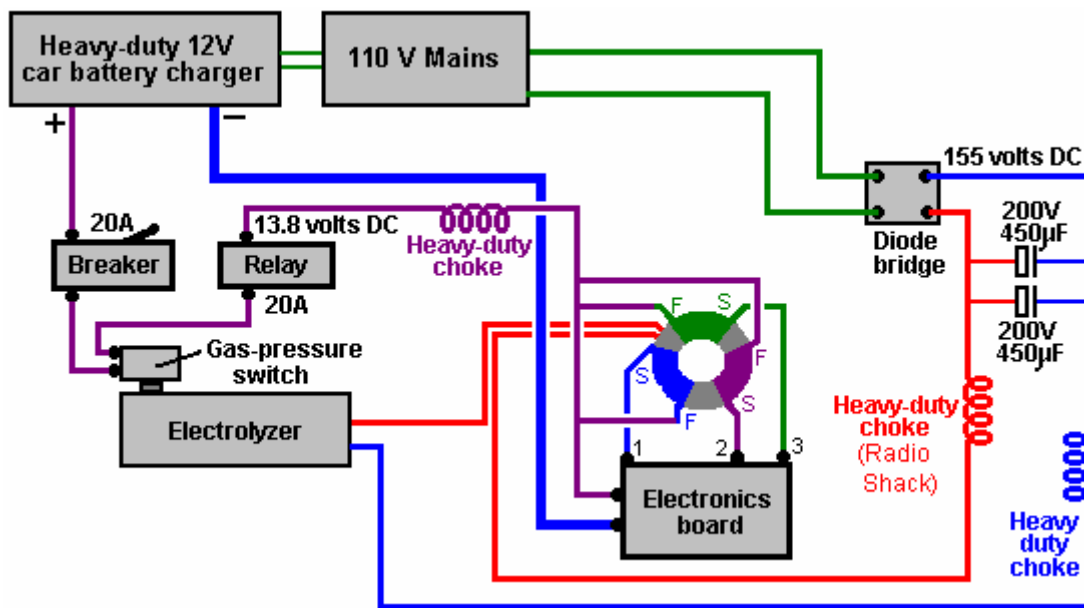 Heavy-duty 12V
car battery charger
110 V Mains
+
−
155 volts DC
20A
13.8 volts DC
Heavy-duty
choke
200V
450µF
Diode
bridge
Breaker
Relay
20A
F
S
200V
450µF
Gas-pressure
switch
S
F
S
F
Electrolyzer
Heavy-duty
choke
(Radio
Shack)
1
2
3
Electronics
board
Heavy
duty
choke